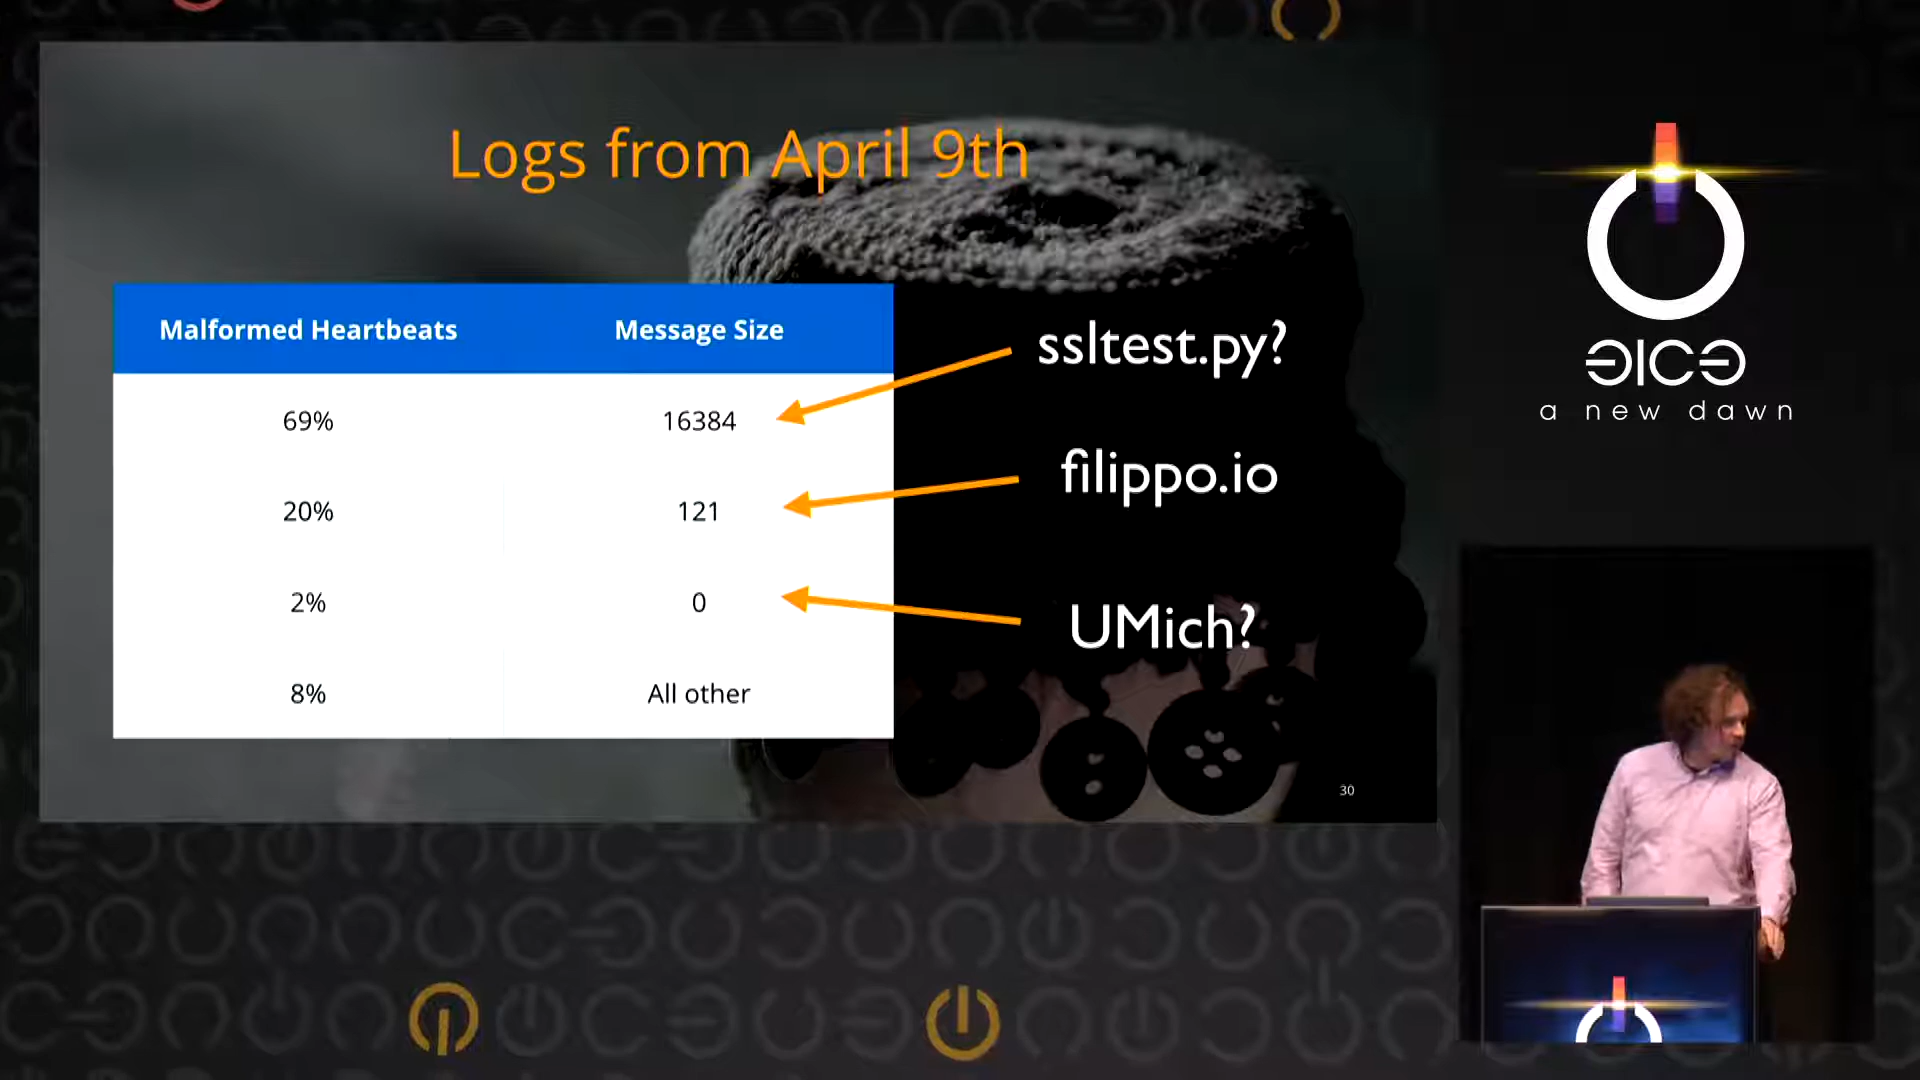 Logs from April 9th
Malformed Heartbeats Message Size
69% 16384
20% 121
2% 0
8% All other
ssltest.py?
filippo.io
UMich?
30
a new dawn